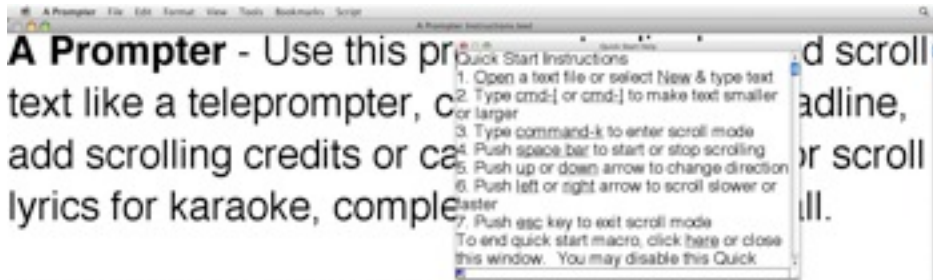 A Prompter File Edit Format View Tools Bookmarks Script
A Prompter Instructions.text
A Prompter - Use this pr d scroll
text like a teleprompter, c adline,
add scrolling credits or ca r scroll
lyrics for karaoke, comple ll.
Quick Start Help
Quick Start Instructions
1. Open a text file or select New & type text
2. Type cmd-[ or cmd-] to make text smaller
or larger
3. Type command-k to enter scroll mode
4. Push space bar to start or stop scrolling
5. Push up or down arrow to change direction
6. Push left or right arrow to scroll slower or
faster
7. Push esc key to exit scroll mode
To end quick start macro, click here or close
this window. You may disable this Quick